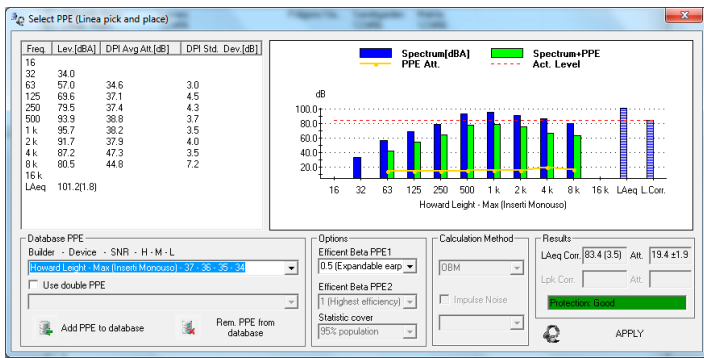 Select PPE (Linea pick and place)
Freq. Lev.[dBA] DPI Avg Att.[dB] DPI Std. Dev.[dB]
16
32 34.0
63 57.0 34.6 3.0
125 69.6 37.1 4.5
250 79.5 37.4 4.3
500 93.9 38.8 3.7
1 k 95.7 38.2 3.5
2 k 91.7 37.9 4.0
4 k 87.2 47.3 3.5
8 k 80.5 44.8 7.2
16 k
LAeq 101.2(1.8)
Spectrum[dBA] Spectrum+PPE
PPE Att. Act. Level
dB
100.0
80.0
60.0
40.0
20.0
16 32 63 125 250 500 1 k 2 k 4 k 8 k 16 k LAeq L.Corr.
Howard Leight - Max (Inserti Monouso)
Database PPE
Builder - Device - SNR - H - M - L
Howard Leight - Max (Inserti Monouso) - 37 - 36 - 35 - 34
Use double PPE
Add PPE to database
Rem. PPE from
database
Options
Efficent Beta PPE1
0.5 (Expandable earp
Efficent Beta PPE2
1 (Highest efficiency)
Statistic cover
95% population
Calculation Method
OBM
Impulse Noise
Results
LAeq Corr. 83.4 (3.5) Att. 19.4 ±1.9
Lpk Corr. Att.
Protection: Good
APPLY